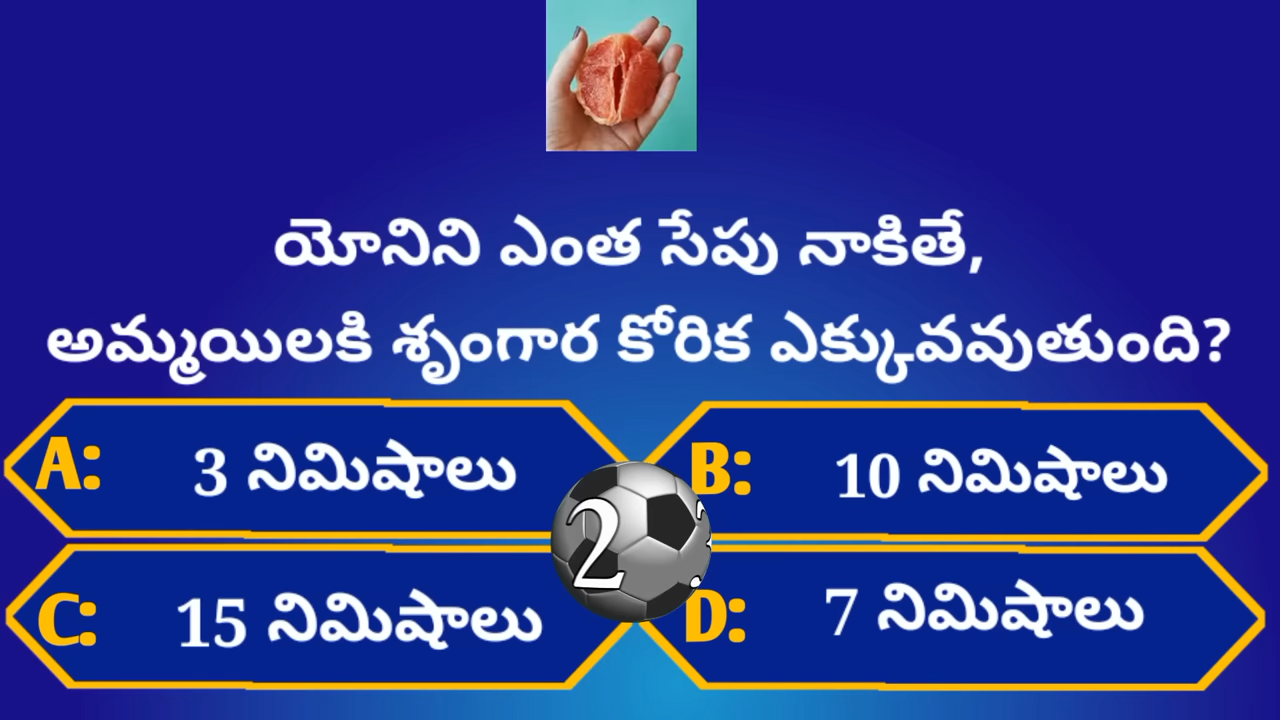 యోనిని ఎంత సేపు నాకితే,
అమ్మయిలకి శృంగార కోరిక ఎక్కువవుతుంది?
A: 3 నిమిషాలు
B: 10 నిమిషాలు
2
C: 15 నిమిషాలు
D: 7 నిమిషాలు